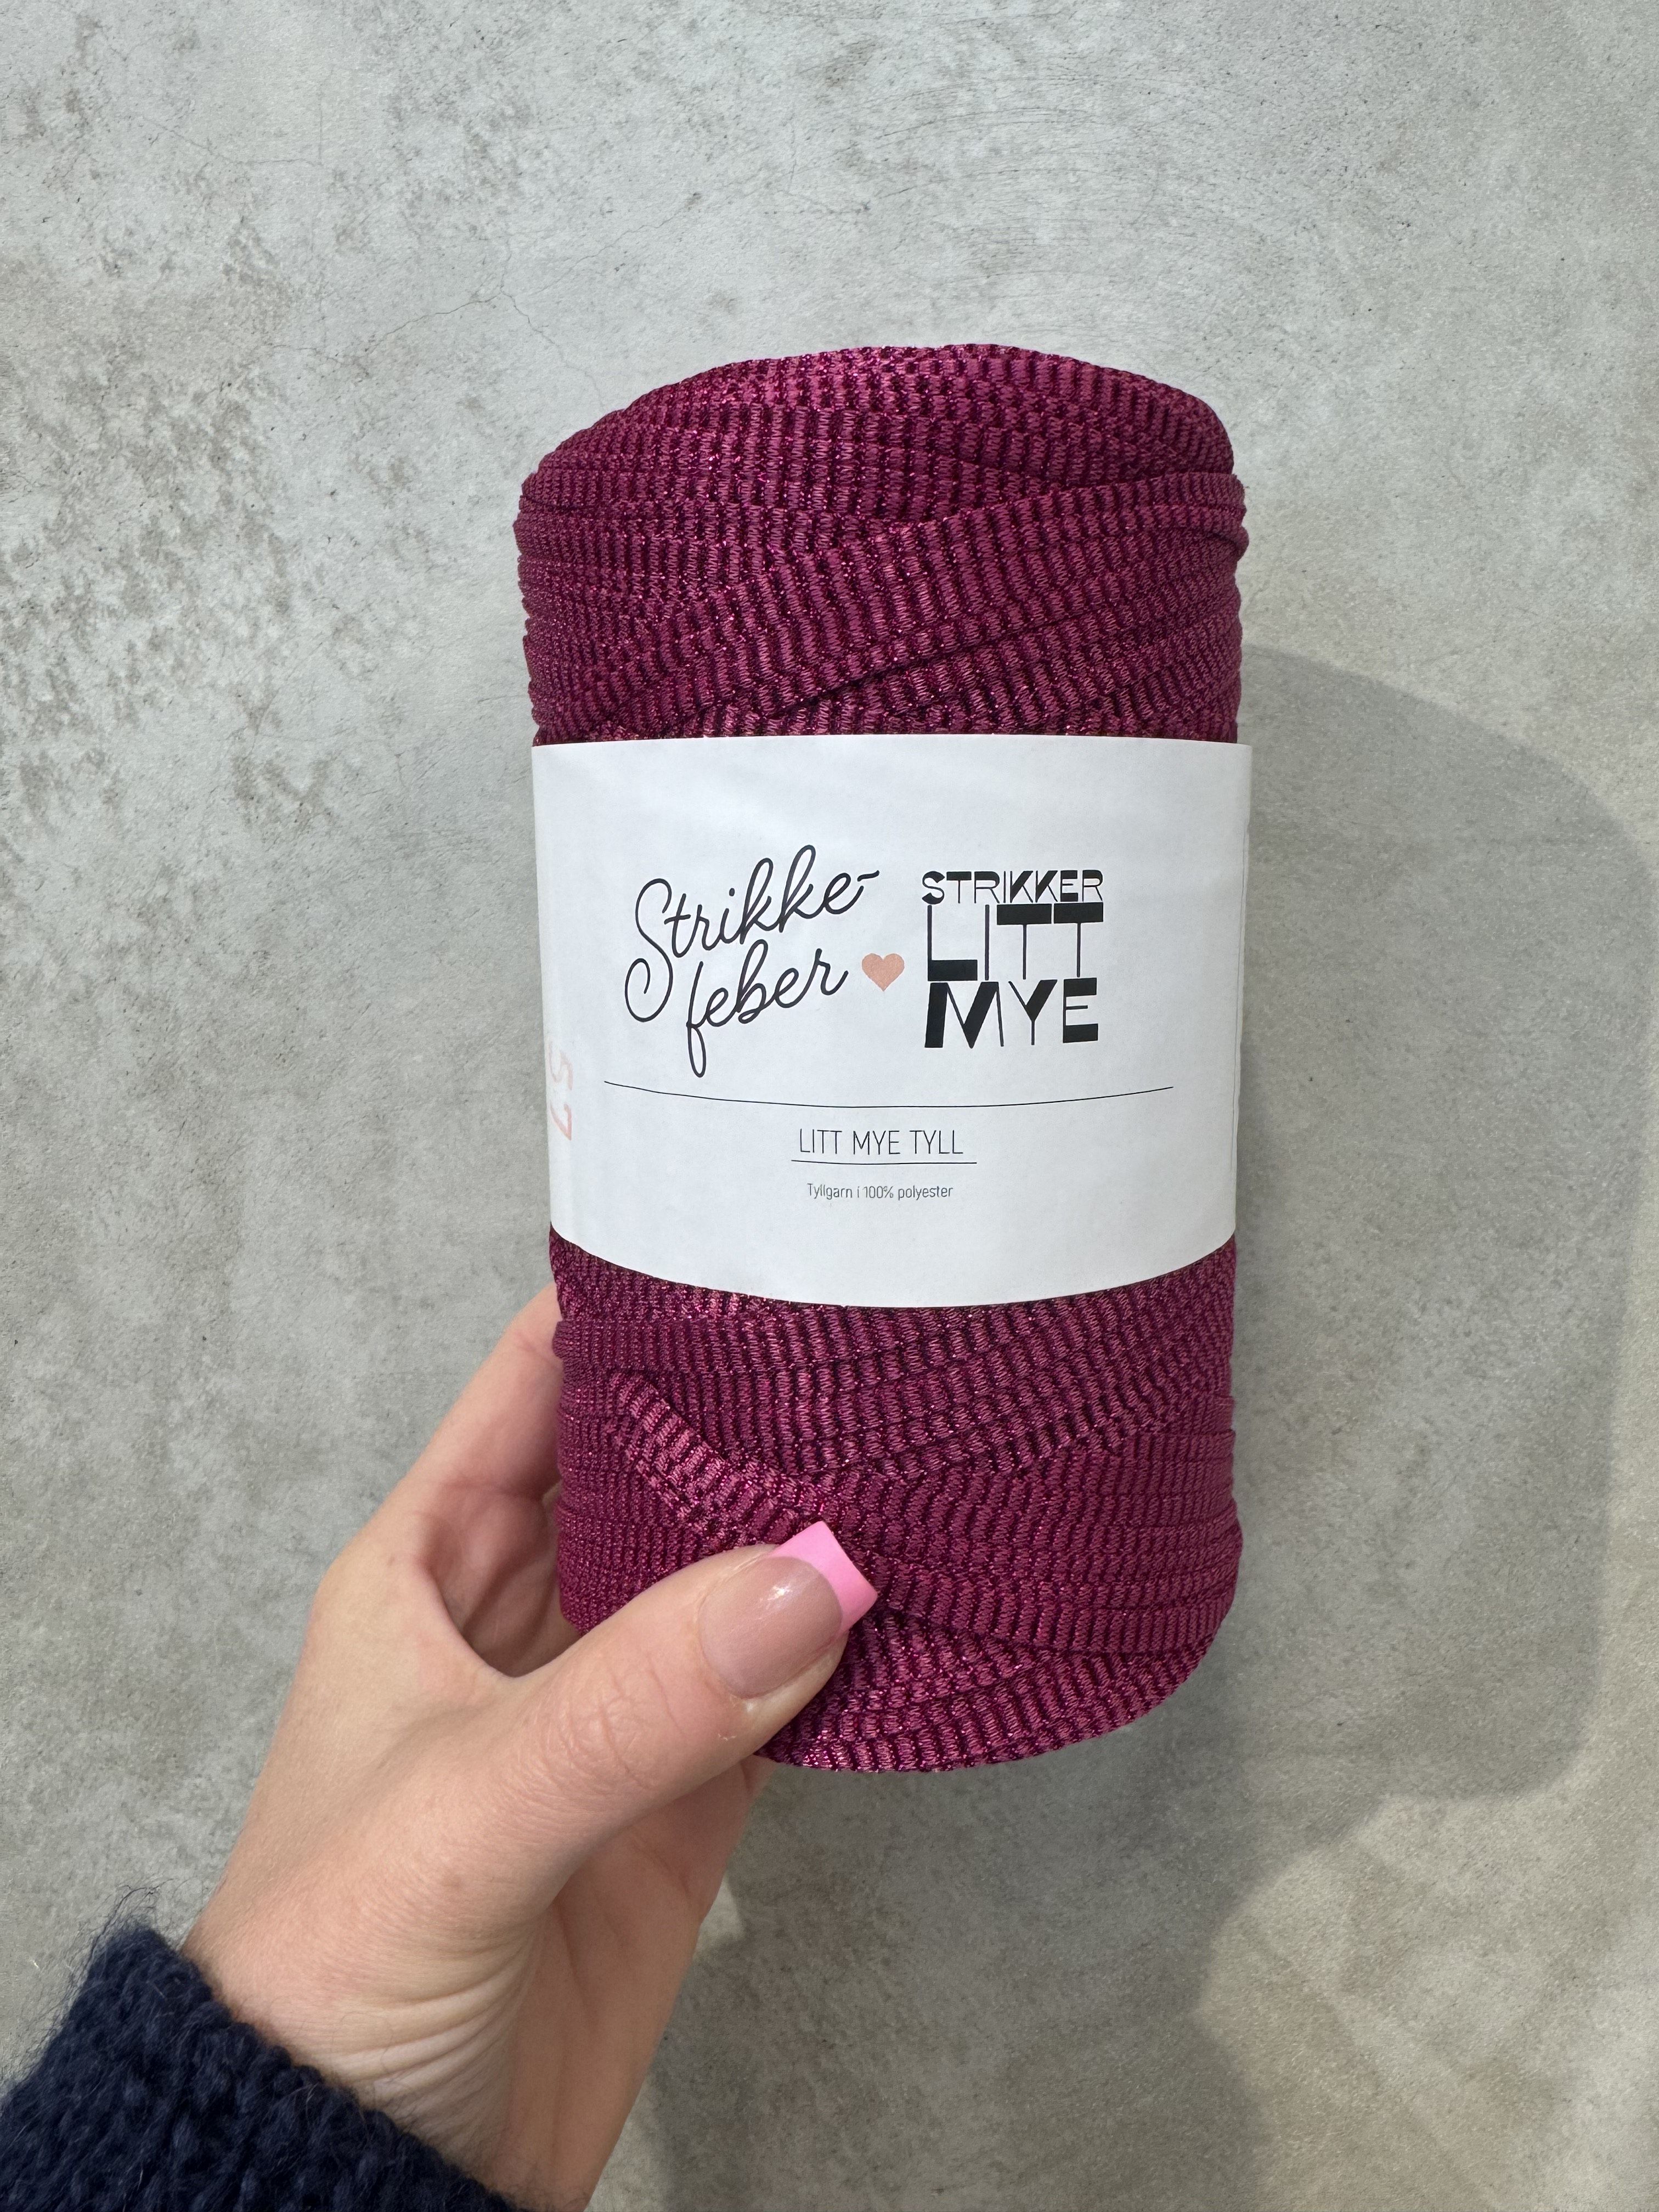 Strikke-
feber
STRIKKER
LITT
MYE
LITT MYE TYLL
Tyllgarn i 100% polyester